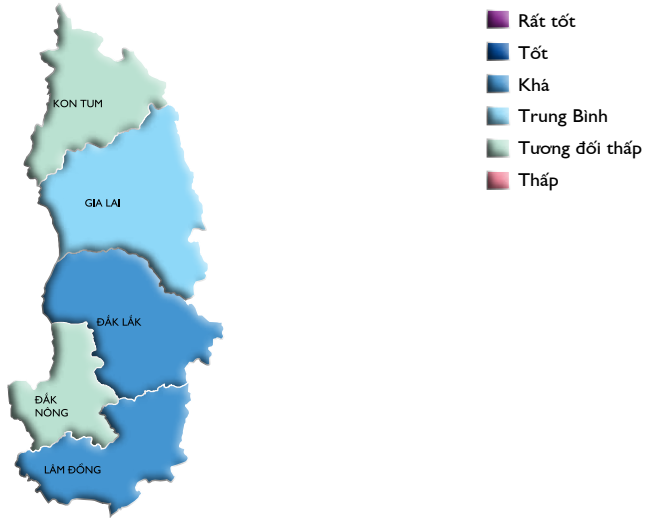 Rất tốt
Tốt
Khá
Trung Bình
Tương đối thấp
Thấp
KON TUM
GIA LAI
ĐẮK LẮK
ĐẮK
NÔNG
LÂM ĐỒNG